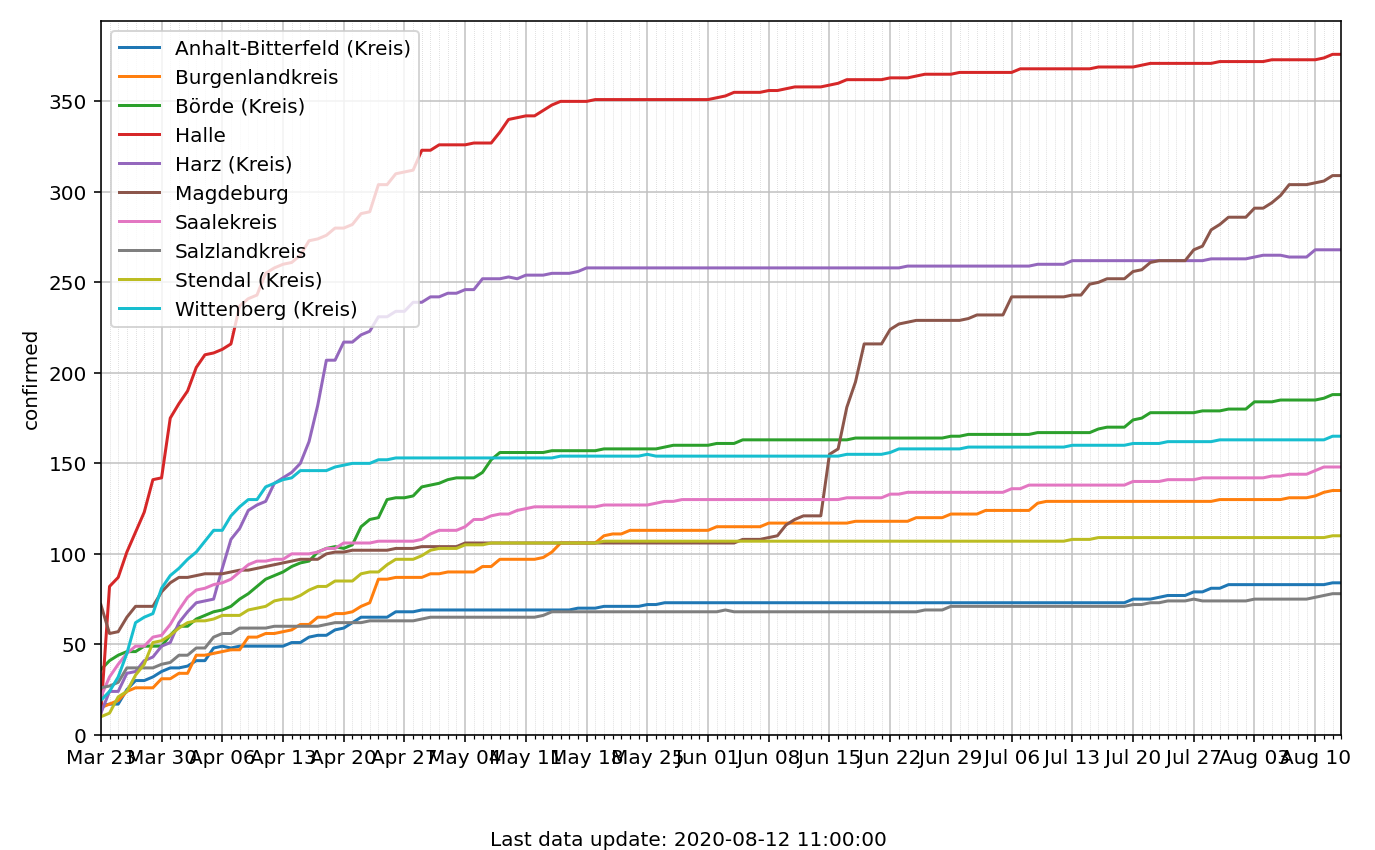 Anhalt-Bitterfeld (Kreis)
Burgenlandkreis
Börde (Kreis)
Halle
Harz (Kreis)
Magdeburg
Saalekreis
Salzlandkreis
Stendal (Kreis)
Wittenberg (Kreis)
confirmed
350
300
250
200
150
100
50
0
Mar 23 Mar 30 Apr 06 Apr 13 Apr 20 Apr 27 May 04 May 11 May 18 May 25 Jun 01 Jun 08 Jun 15 Jun 22 Jun 29 Jul 06 Jul 13 Jul 20 Jul 27 Aug 03 Aug 10
Last data update: 2020-08-12 11:00:00